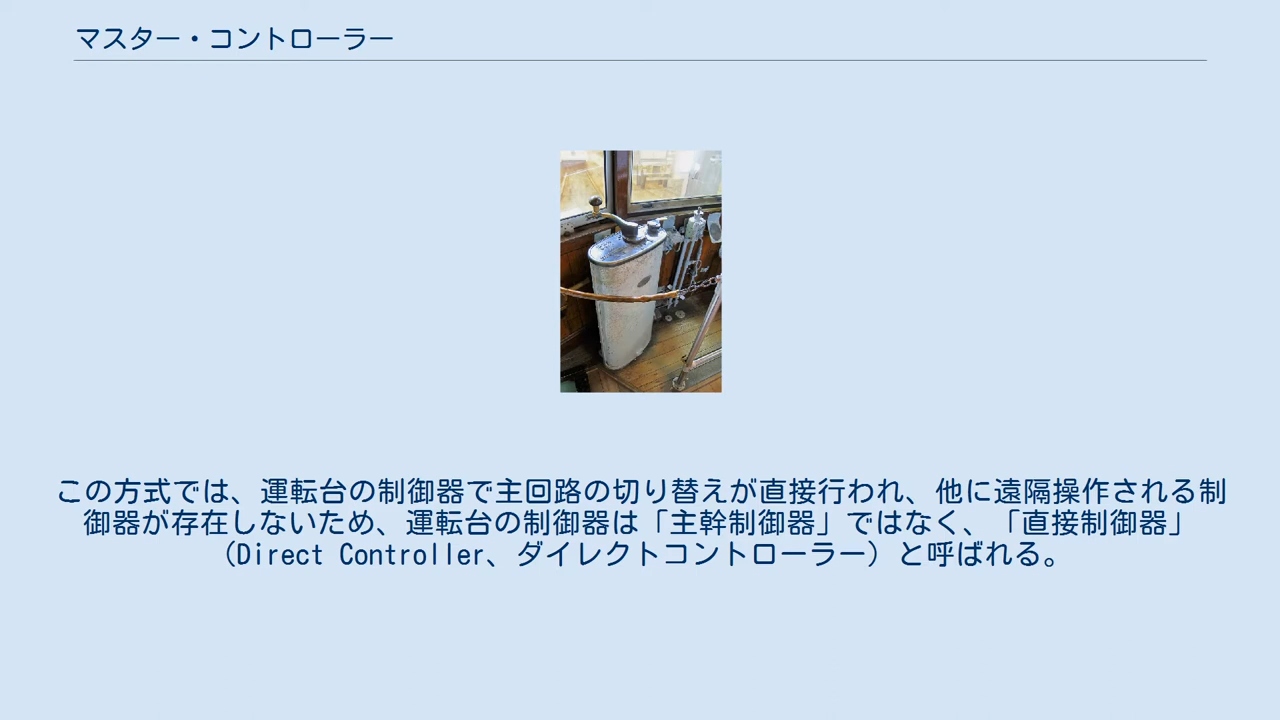 マスター・コントローラー
この方式では、運転台の制御器で主回路の切り替えが直接行われ、他に遠隔操作される制
御器が存在しないため、運転台の制御器は「主幹制御器」ではなく、「直接制御器」
（Direct Controller、ダイレクトコントローラー）と呼ばれる。